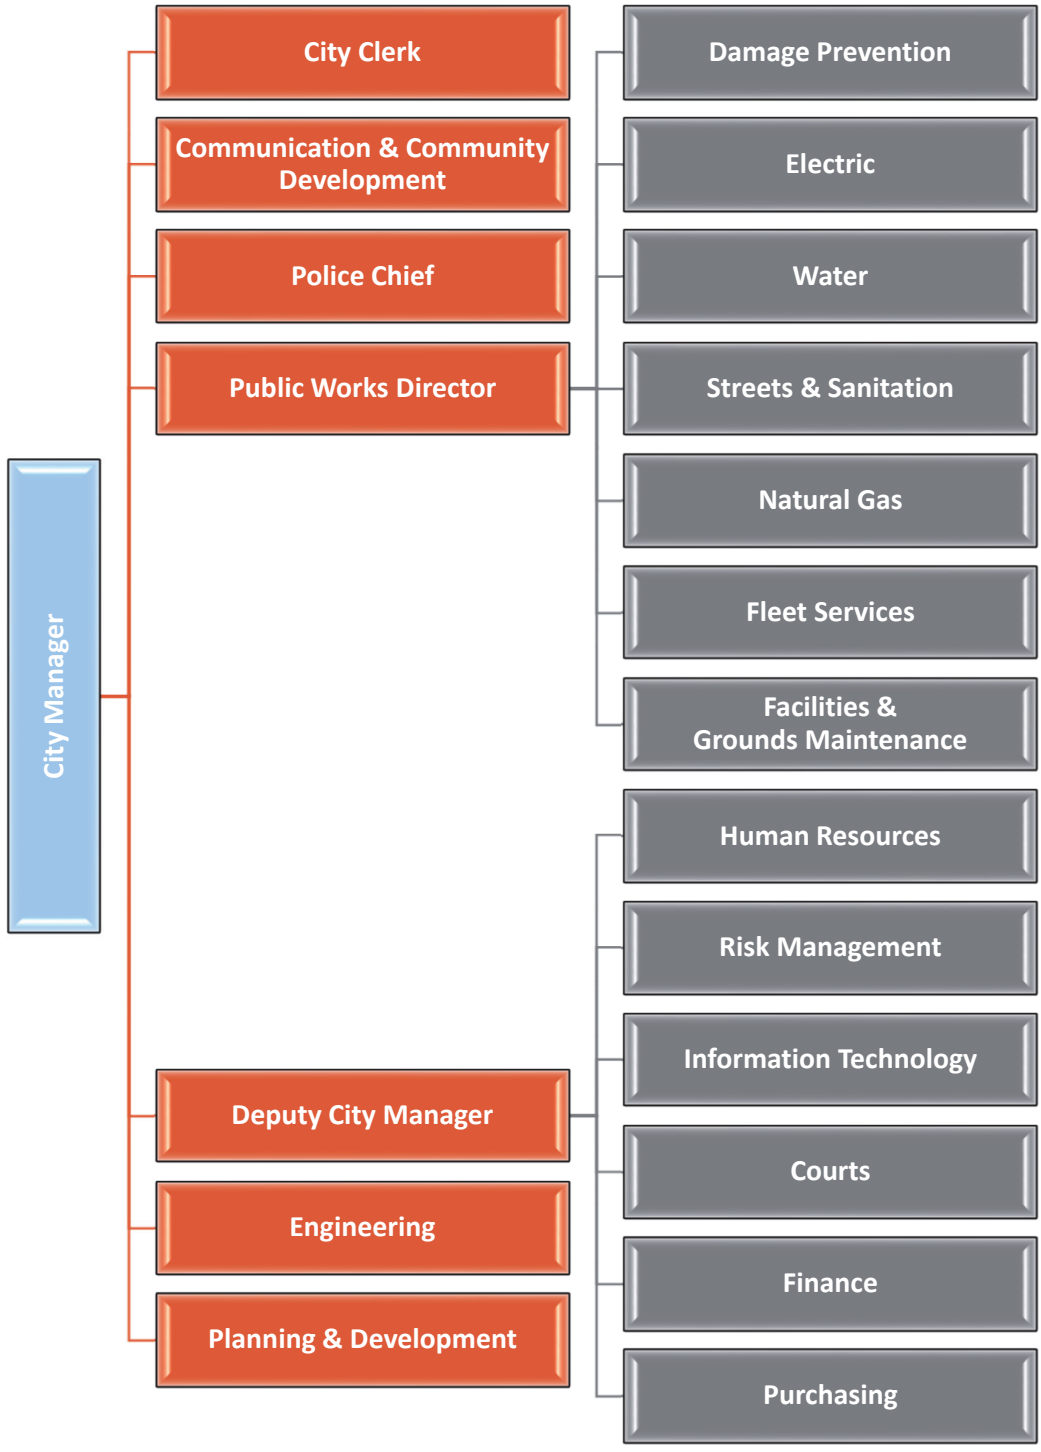 City Manager
City Clerk
Communication & Community
Development
Police Chief
Public Works Director
Damage Prevention
Electric
Water
Streets & Sanitation
Natural Gas
Fleet Services
Facilities &
Grounds Maintenance
Deputy City Manager
Human Resources
Risk Management
Information Technology
Courts
Finance
Purchasing
Engineering
Planning & Development